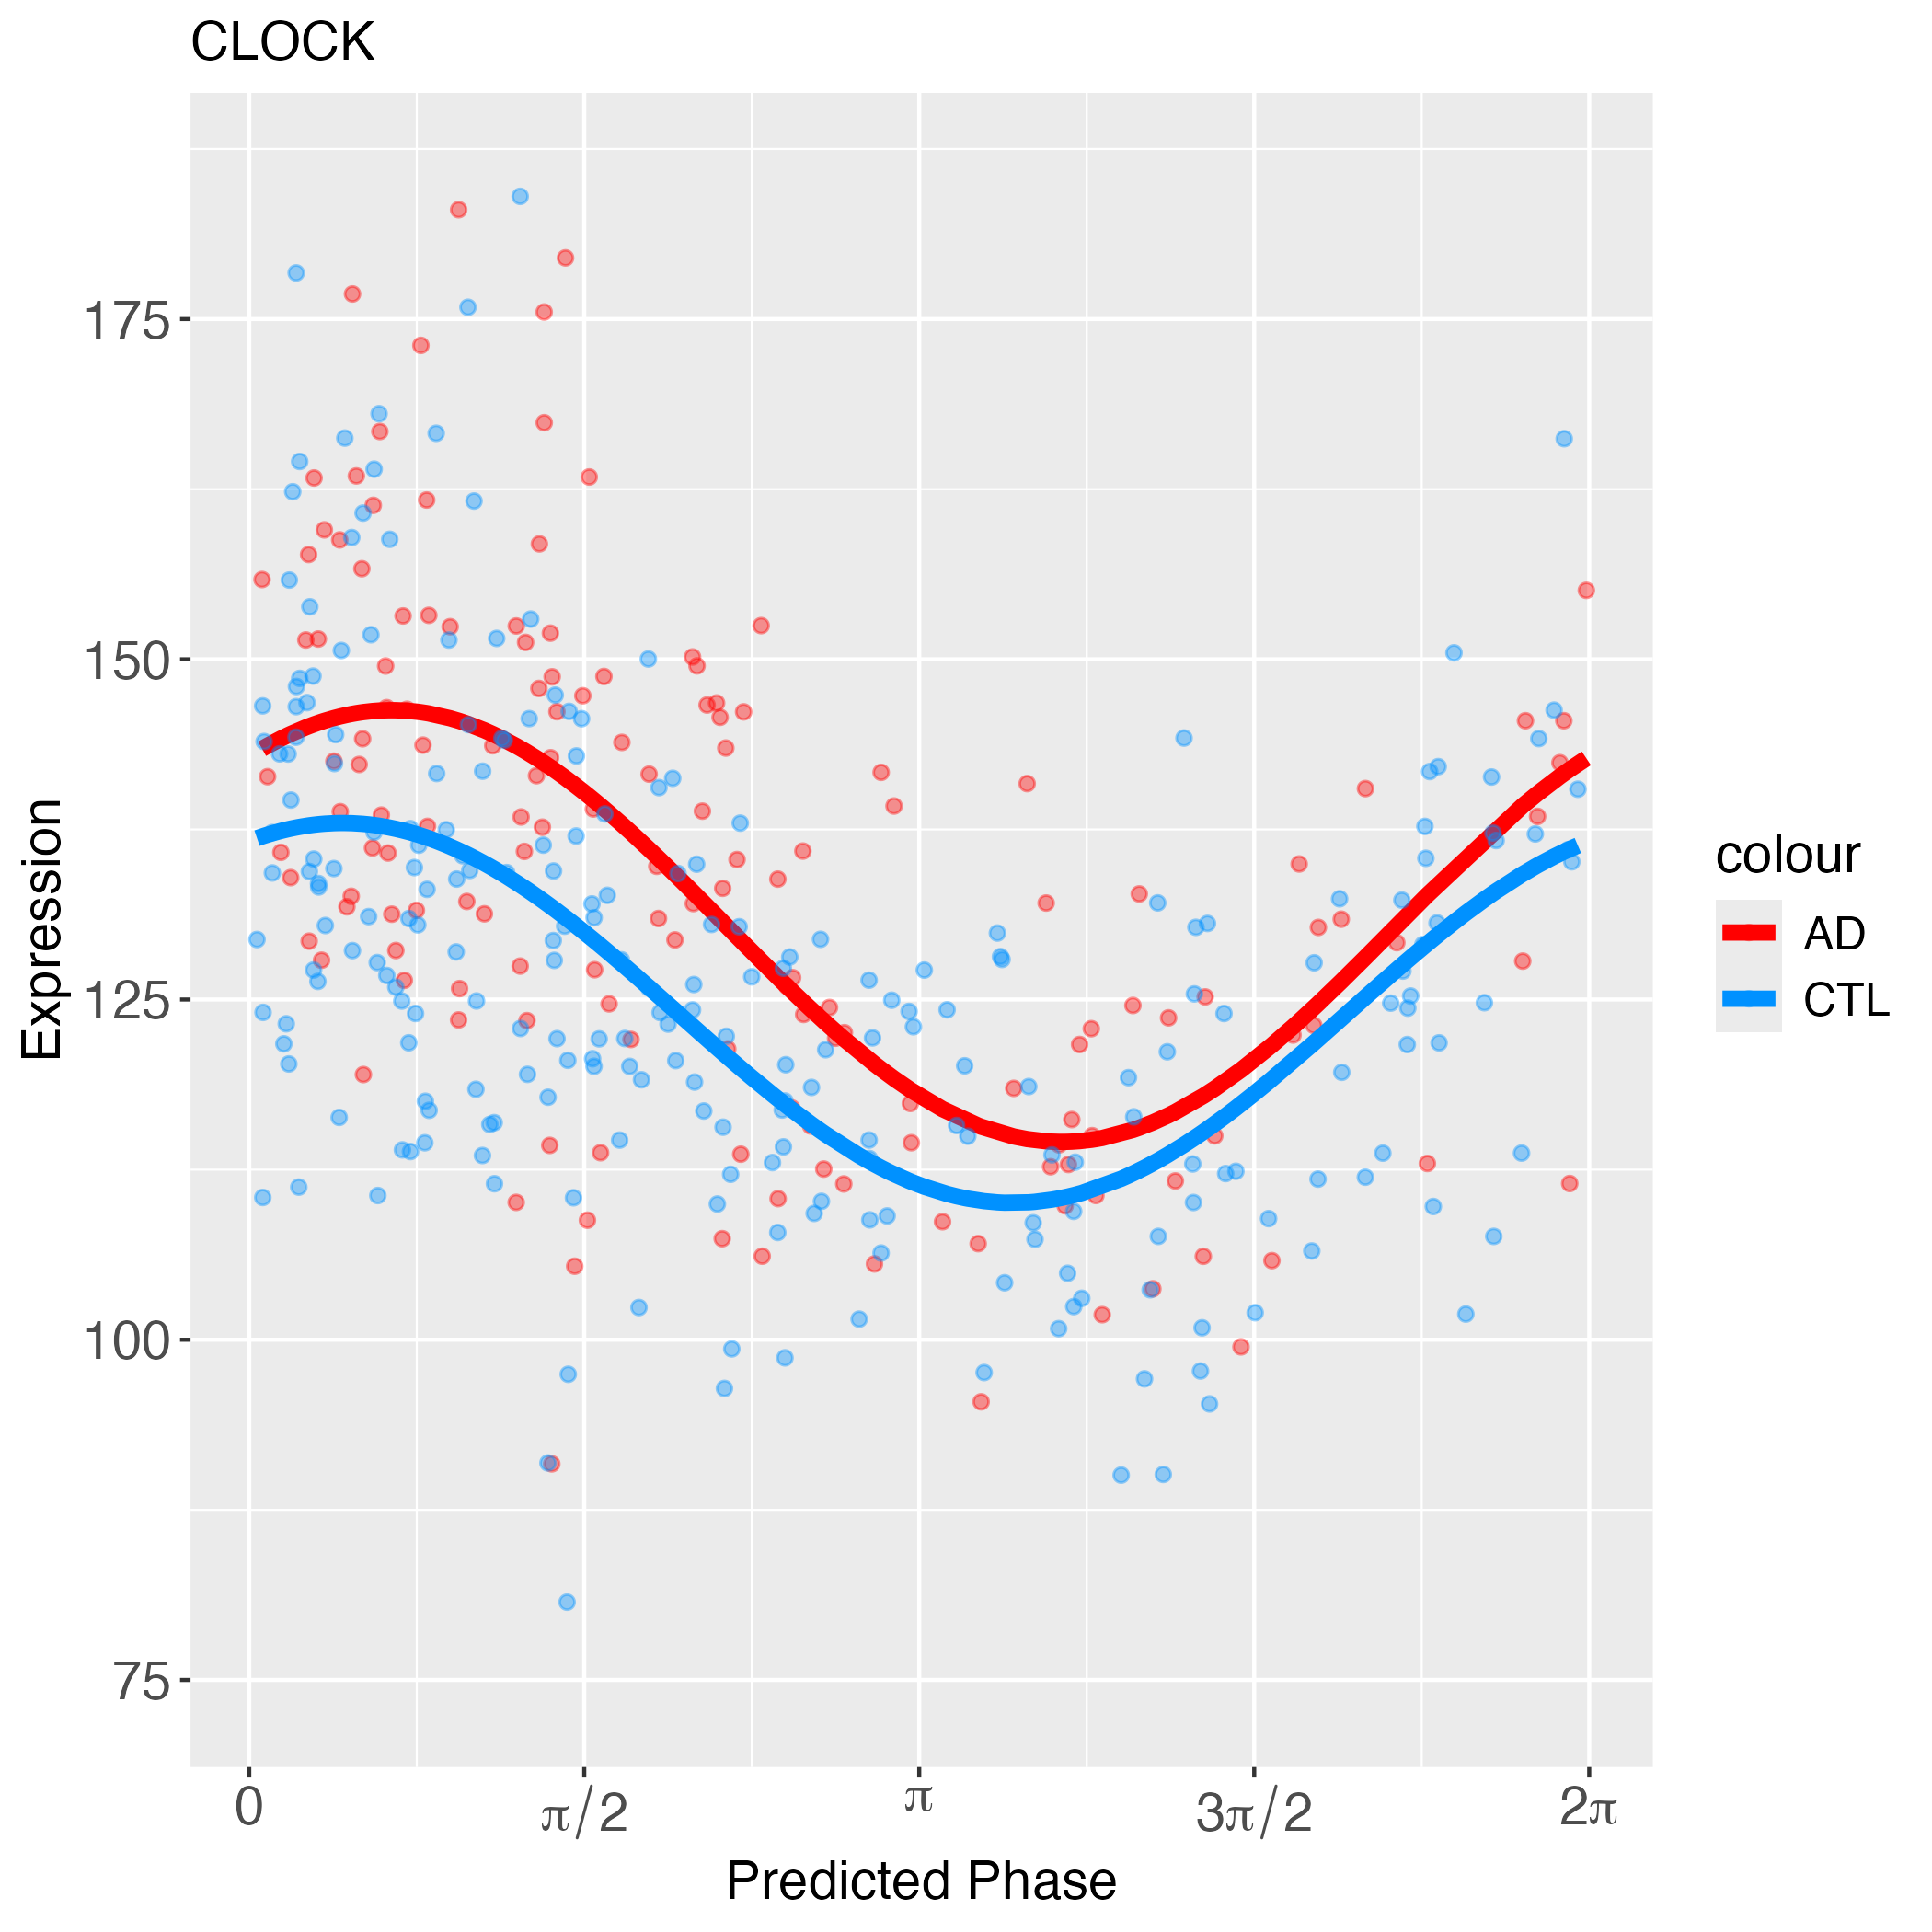 CLOCK
Expression
175
150
125
100
75
0
π/2
π
3π/2
2π
Predicted Phase
colour
AD
CTL